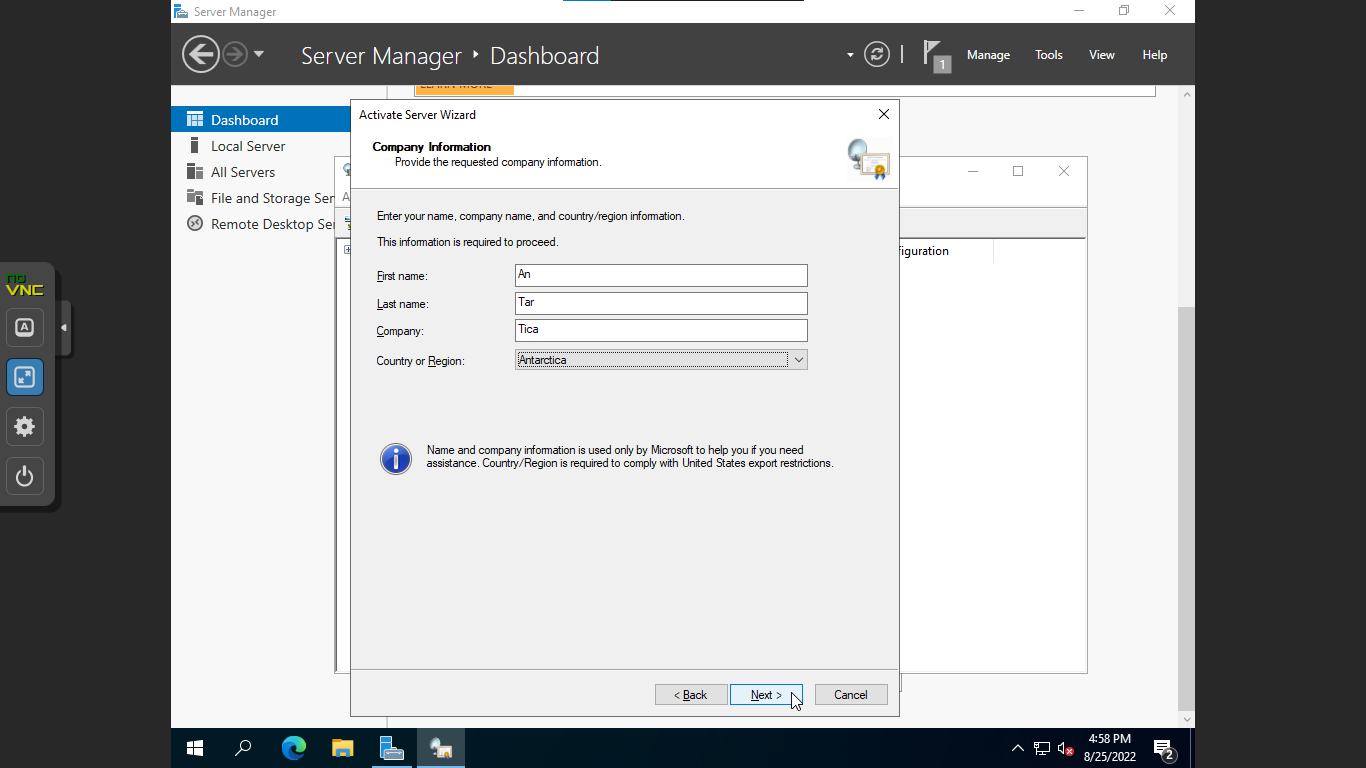 Server Manager
Server Manager • Dashboard
1
Manage
Tools
View
Help
LEARN MORE
Dashboard
Local Server
All Servers
File and Storage Ser
Remote Desktop Ser
Activate Server Wizard
Company Information
Provide the requested company information.
A
Enter your name, company name, and country/region information.
This information is required to proceed.
figuration
First name:
An
Last name:
Tar
Company:
Tica
Country or Region:
Antarctica
Name and company information is used only by Microsoft to help you if you need
assistance. Country/Region is required to comply with United States export restrictions.
< Back
Next >
Cancel
no
VNC
A
4:58 PM
8/25/2022
2